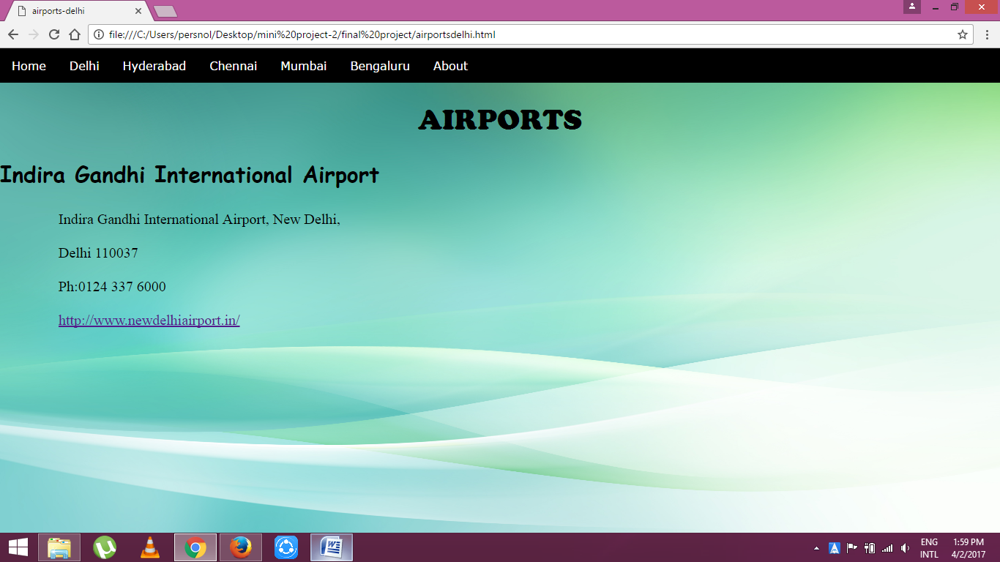 airports-delhi
file:///C:/Users/persnol/Desktop/mini%20project-2/final%20project/airportsdelhi.html
Home Delhi Hyderabad Chennai Mumbai Bengaluru About
AIRPORTS
Indira Gandhi International Airport
Indira Gandhi International Airport, New Delhi,
Delhi 110037
Ph:0124 337 6000
http://www.newdelhiairport.in/
ENG 1:59 PM
INTL 4/2/2017